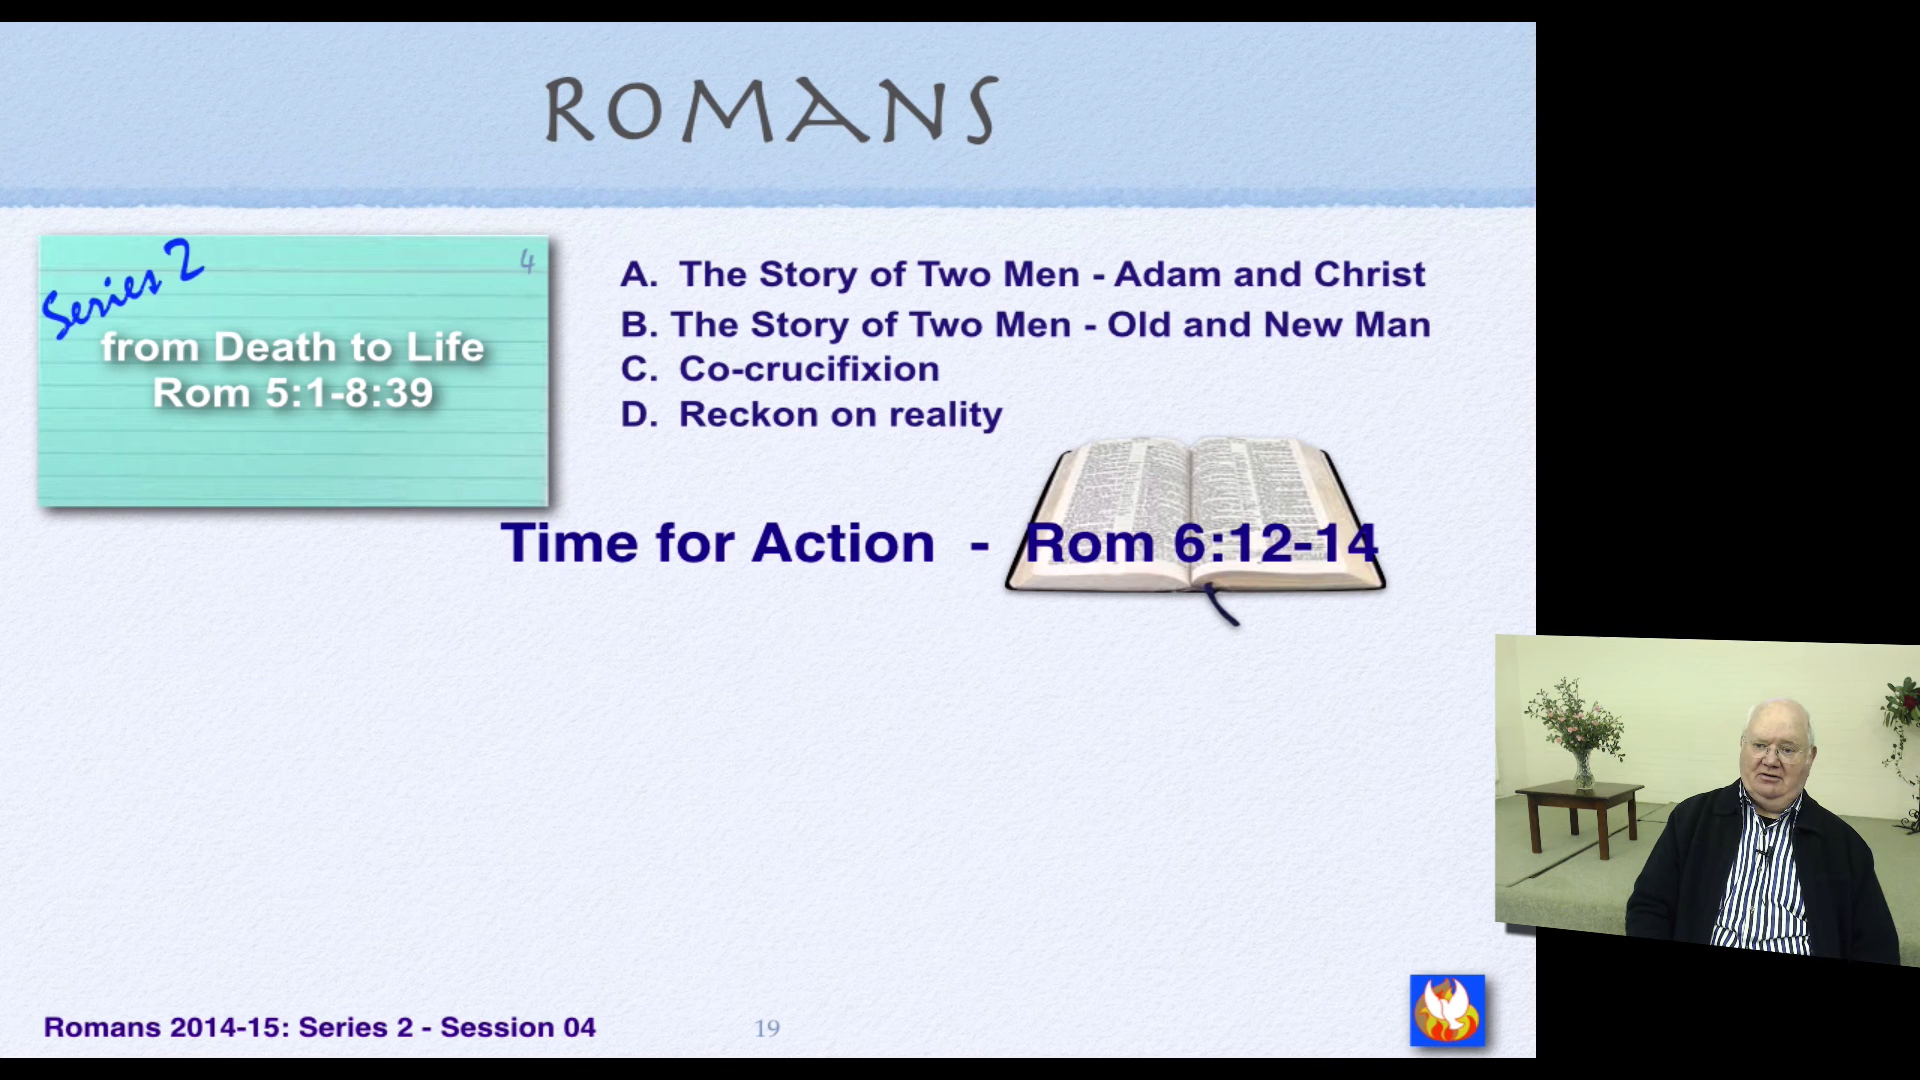 ROMANS
Series 2
4
from Death to Life
Rom 5:1-8:39
A. The Story of Two Men - Adam and Christ
B. The Story of Two Men - Old and New Man
C. Co-crucifixion
D. Reckon on reality
Time for Action - Rom 6:12-14
Romans 2014-15: Series 2 - Session 04
19